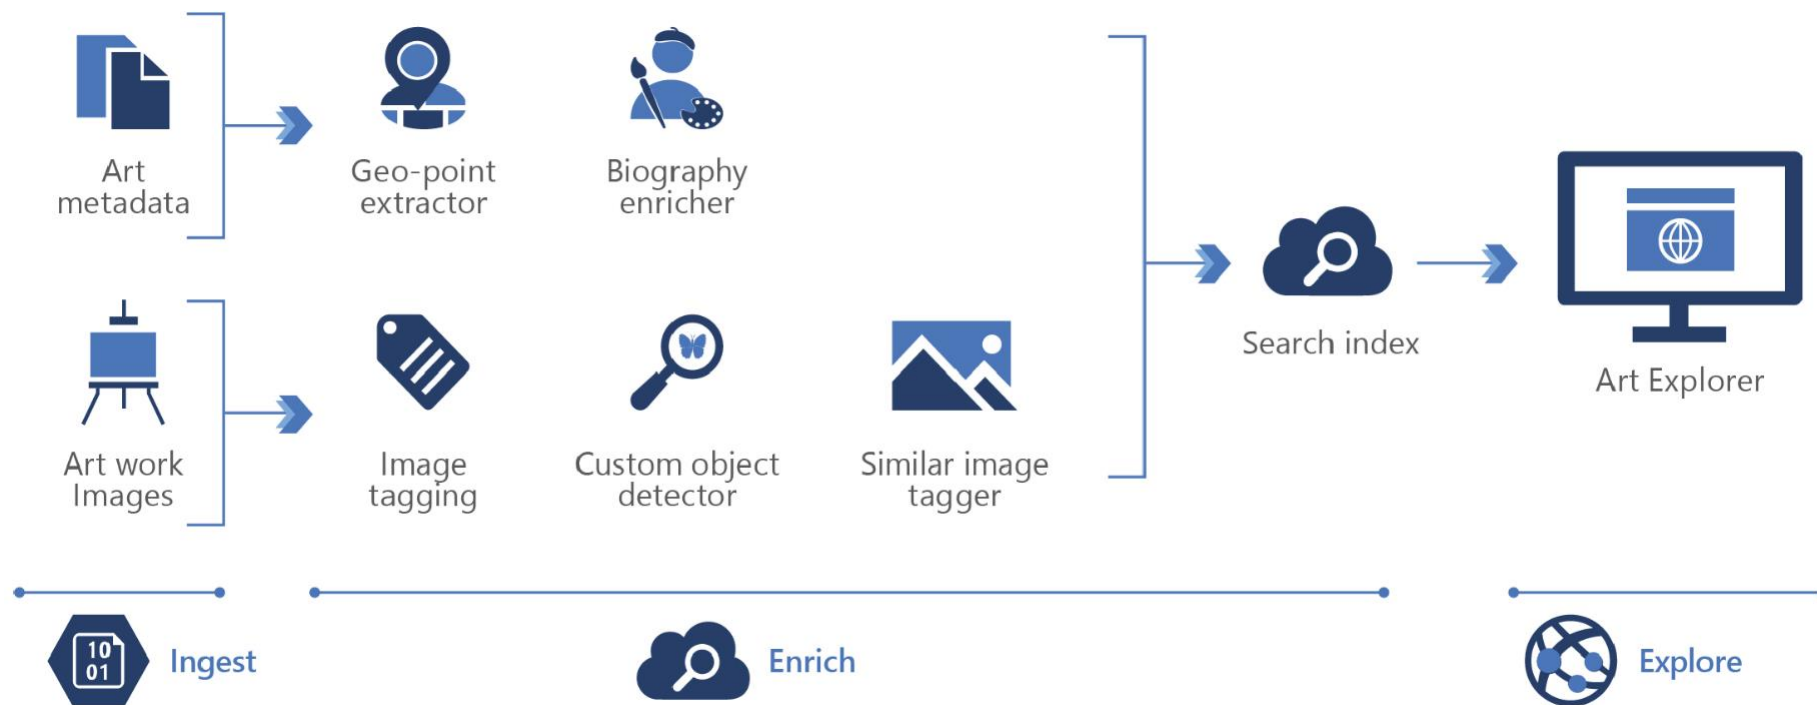 Art
metadata
Geo-point
extractor
Biography
enricher
Art work
Images
Image
tagging
Custom object
detector
Similar image
tagger
Search index
Art Explorer
10
01
Ingest
Enrich
Explore